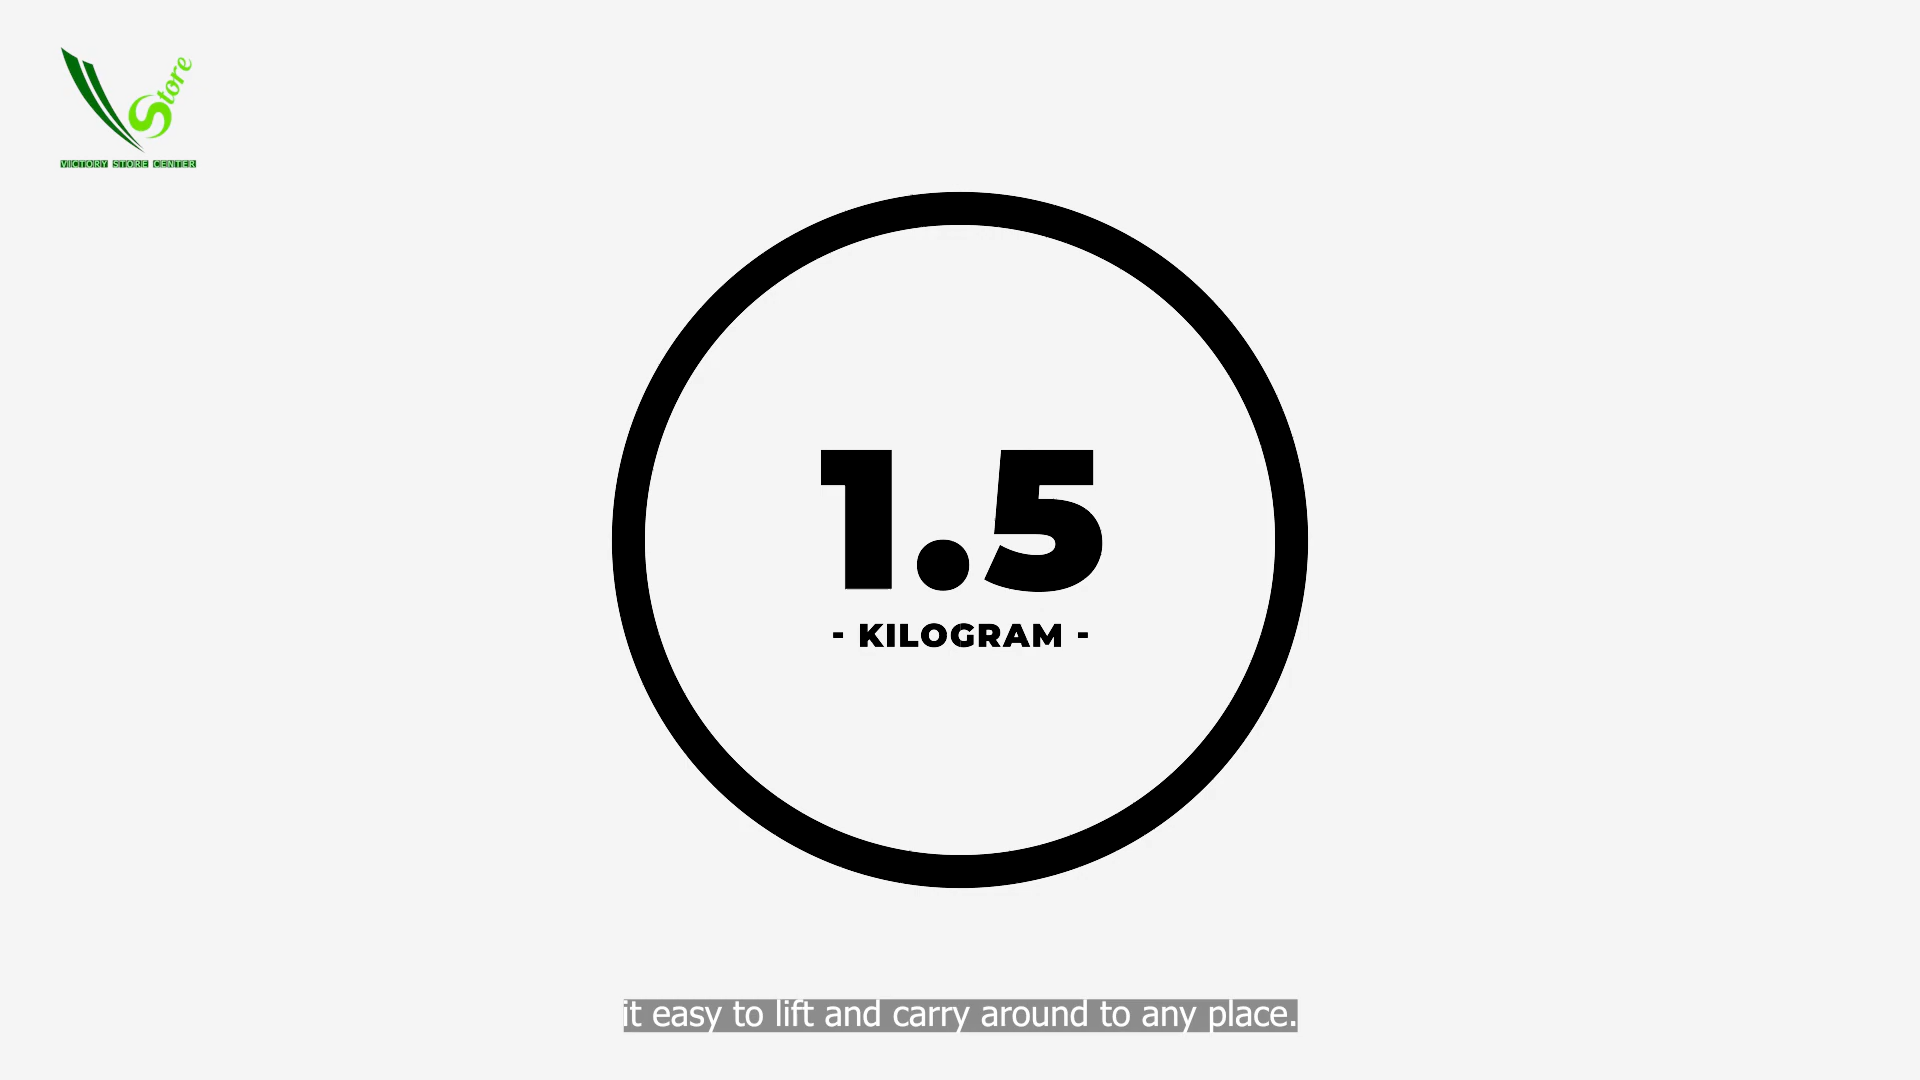 Store
VICTORY STORE CENTER
1.5
- KILOGRAM -
it easy to lift and carry around to any place.